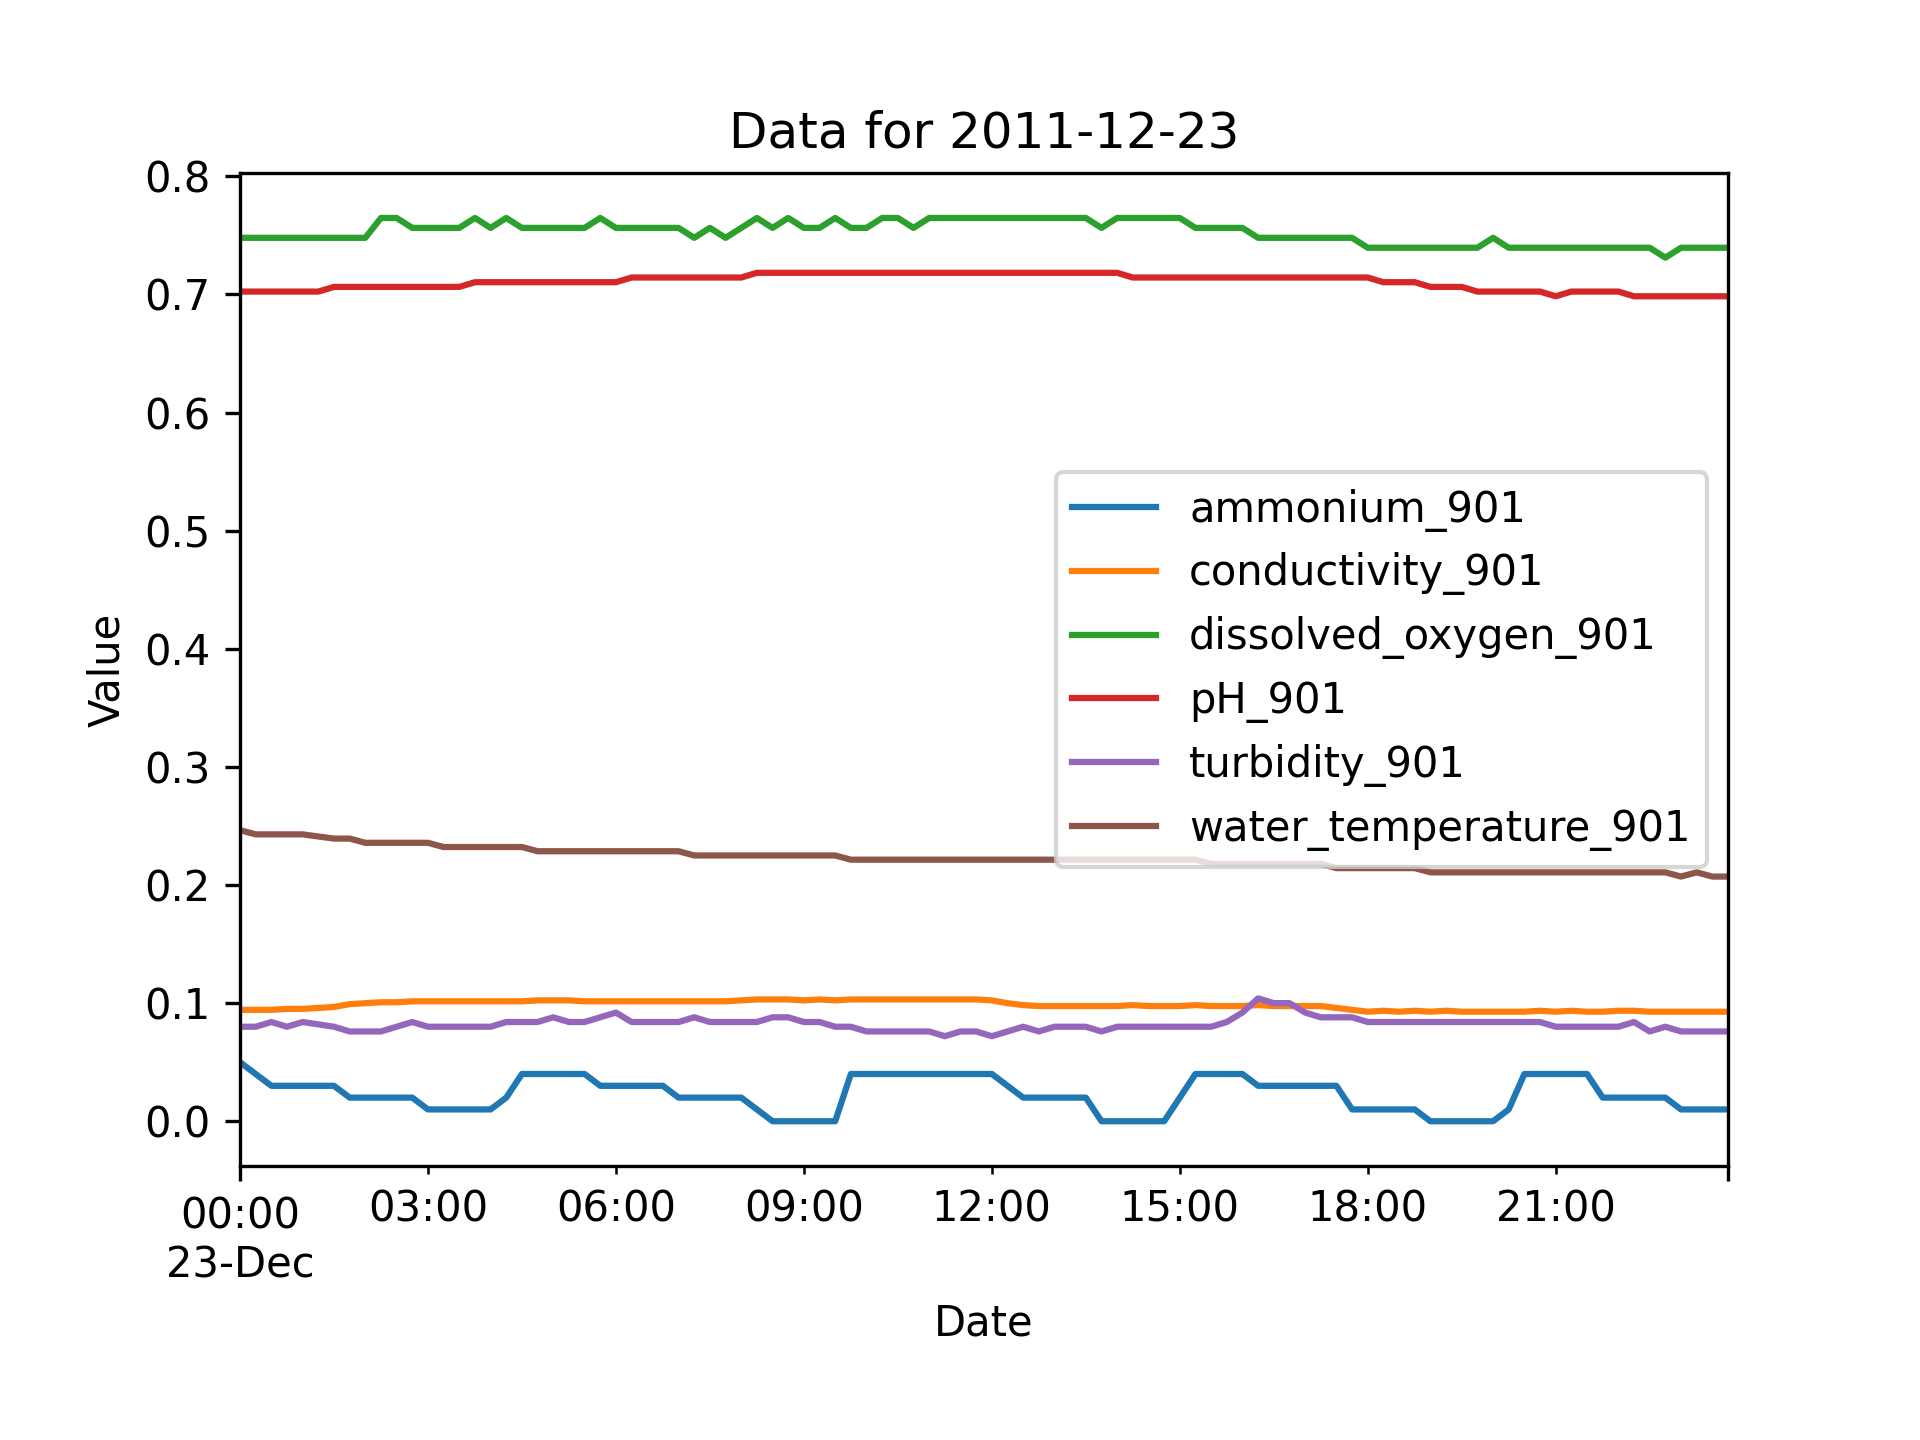 Data for 2011-12-23
0.8
0.7
0.6
0.5
0.4
0.3
0.2
0.1
0.0
Value
ammonium_901
conductivity_901
dissolved_oxygen_901
pH_901
turbidity_901
water_temperature_901
00:00 03:00 06:00 09:00 12:00 15:00 18:00 21:00
23-Dec
Date